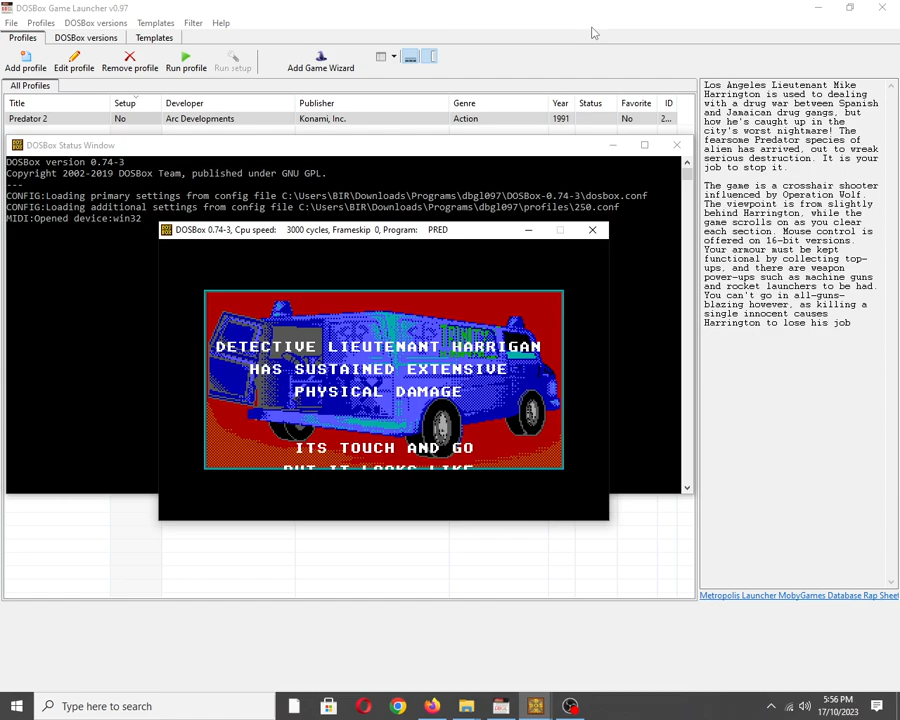 DOSBox Game Launcher v0.97
File Profiles DOSBox versions Templates Filter Help
Profiles DOSBox versions Templates
Add profile Edit profile Remove profile Run profile Run setup Add Game Wizard
All Profiles
Title Setup Developer Publisher Genre Year Status Favorite ID
Predator 2 No Arc Developments Konami, Inc. Action 1991 No 2...
DOSBox Status Window
DOSBox version 0.74-3
Copyright 2002-2019 DOSBox Team, published under GNU GPL.
---
CONFIG:Loading primary settings from config file C:\Users\BIR\Downloads\Programs\dbgl097\DOSBox-0.74-3\dosbox.conf
CONFIG:Loading additional settings from config file C:\Users\BIR\Downloads\Programs\dbgl097\profiles\250.conf
MIDI:Opened device:win32
DOSBox 0.74-3, Cpu speed: 3000 cycles, Frameskip 0, Program: PRED
DETECTIVE LIEUTENANT HARRIGAN
HAS SUSTAINED EXTENSIVE
PHYSICAL DAMAGE
ITS TOUCH AND GO
BUT IT LOOKS LIKE
Los Angeles Lieutenant Mike
Harrington is used to dealing
with a drug war between Spanish
and Jamaican drug gangs, but
how he's caught up in the
city's worst nightmare! The
fearsome Predator species of
alien has arrived, out to wreak
serious destruction. It is your
job to stop it.
The game is a crosshair shooter
influenced by Operation Wolf.
The viewpoint is from slightly
behind Harrington, while the
game scrolls on as you clear
each section. Mouse control is
offered on 16-bit versions.
Your armour must be kept
functional by collecting top-
ups, and there are weapon
power-ups such as machine guns
and rocket launchers to be had.
You can't go in all-guns-
blazing however, as killing a
single innocent causes
Harrington to lose his job
Metropolis Launcher MobyGames Database Rap Sheet
Type here to search
5:56 PM
17/10/2023